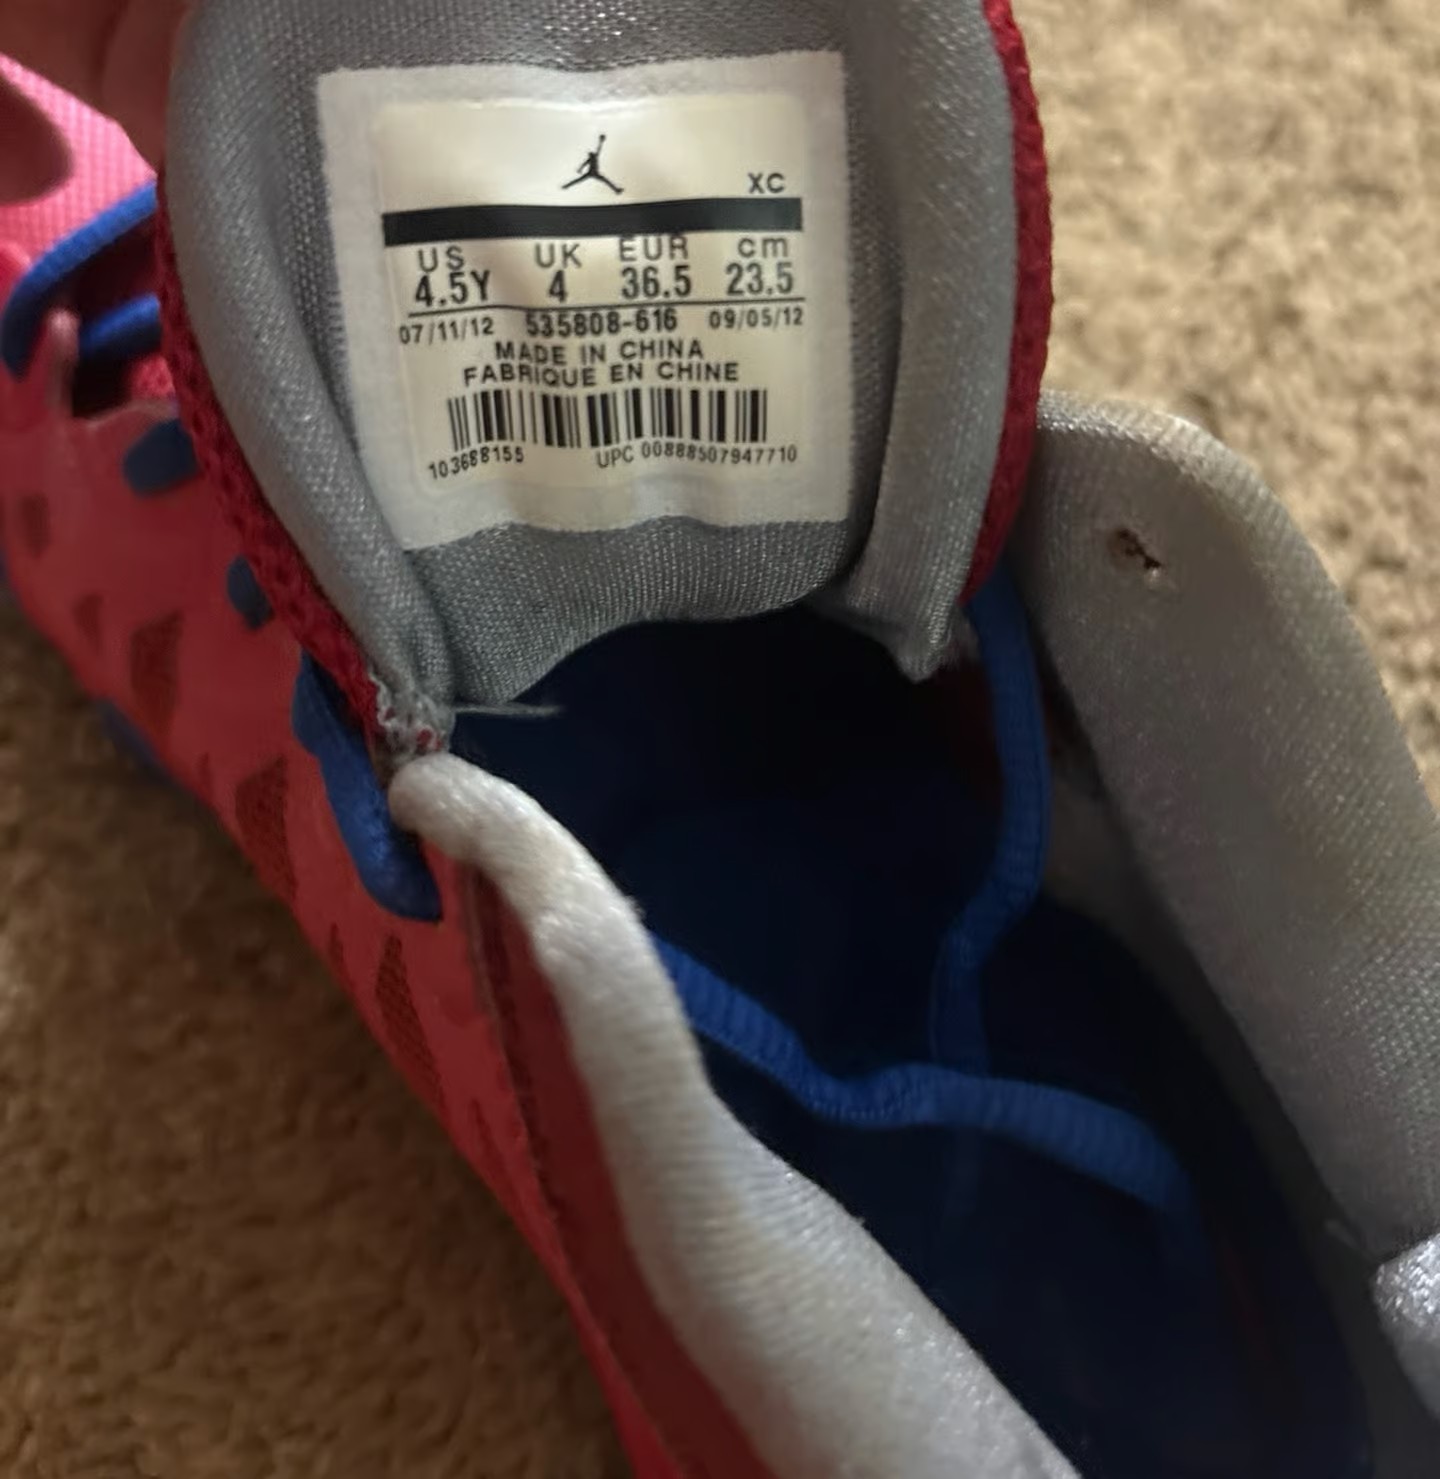 XC
US UK EUR cm
4.5Y 4 36.5 23.5
07/11/12 535808-616 09/05/12
MADE IN CHINA
FABRIQUE EN CHINE
103688155 UPC 00888507947710